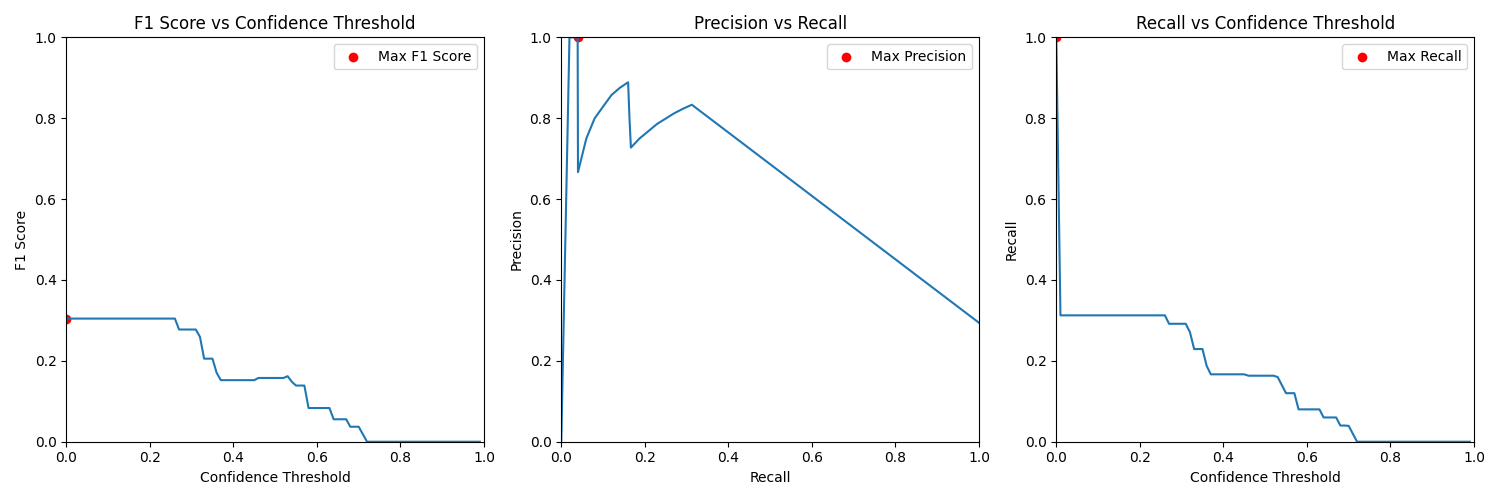 F1 Score vs Confidence Threshold
Max F1 Score
F1 Score
1.0
0.8
0.6
0.4
0.2
0.0
0.0 0.2 0.4 0.6 0.8 1.0
Confidence Threshold
Precision vs Recall
Max Precision
Precision
1.0
0.8
0.6
0.4
0.2
0.0
0.0 0.2 0.4 0.6 0.8 1.0
Recall
Recall vs Confidence Threshold
Max Recall
Recall
1.0
0.8
0.6
0.4
0.2
0.0
0.0 0.2 0.4 0.6 0.8 1.0
Confidence Threshold